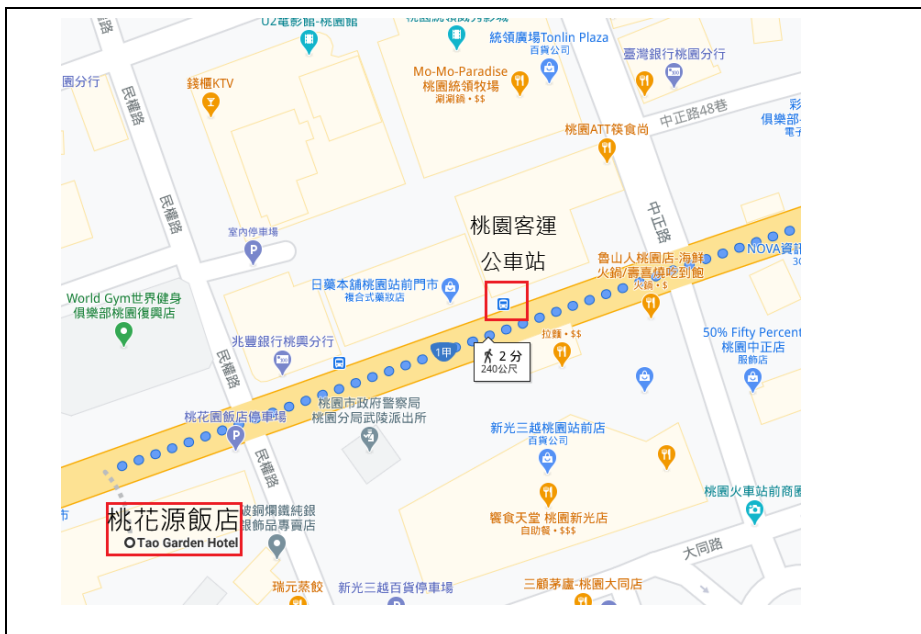 U2電影館-桃園館
統領廣場Tonlin Plaza
百貨公司
臺灣銀行桃園分行
園分行
民權路
錢櫃KTV
Mo-Mo-Paradise
桃園統領牧場
涮涮鍋・$$
中正路48巷
彩
俱樂部
電子
桃園ATT筷食尚
民權路
中正路
桃園客運
公車站
室內停車場
NOVA資訊
3C
魯山人桃園店-海鮮
火鍋/壽喜燒吃到飽
火鍋・$
日藥本舖桃園站前門市
複合式藥妝店
World Gym世界健身
俱樂部桃園復興店
兆豐銀行桃興分行
民權路
1甲
2 分
240公尺
拉麵・$$
50% Fifty Percent
桃園中正店
服飾店
桃園市政府警察局
桃園分局武陵派出所
桃花園飯店停車場
新光三越桃園站前店
百貨公司
民權路
桃園火車站前商圈
市
桃花源飯店
Tao Garden Hotel
破銅爛鐵純銀
銀飾品專賣店
饗食天堂 桃園新光店
自助餐・$$$
大同路
瑞元蒸餃
新光三越百貨停車場
三顧茅廬-桃園大同店